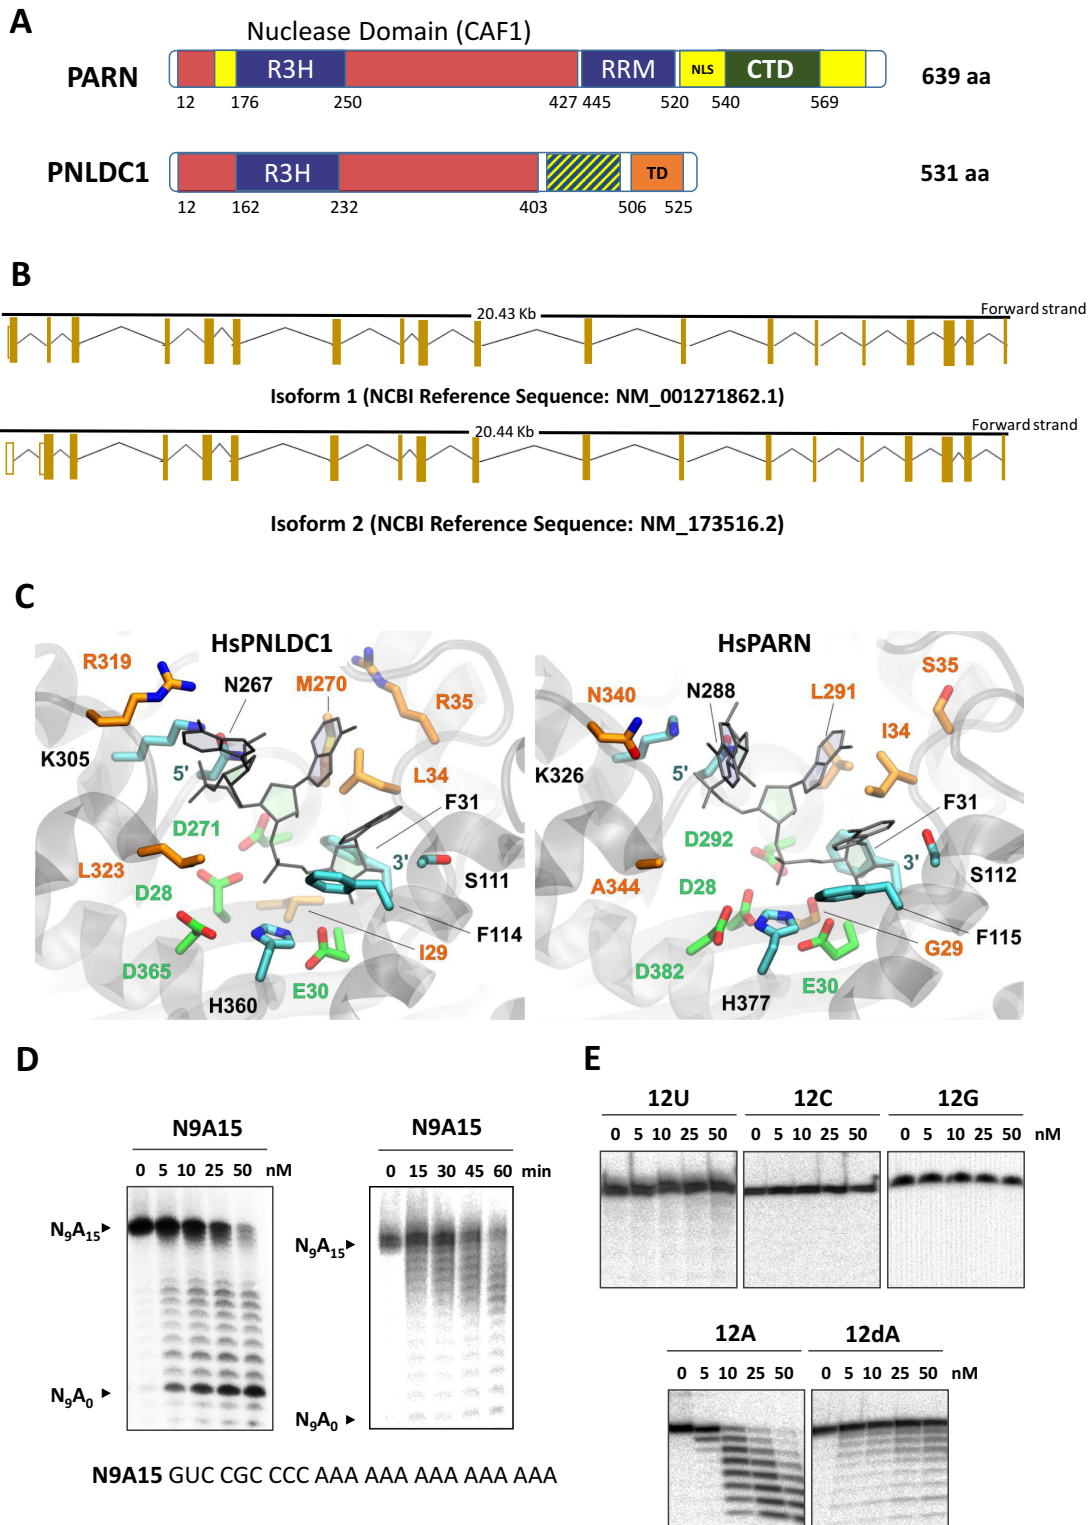 A
Nuclease Domain (CAF1)
PARN R3H RRM NLS CTD 639 aa
12 176 250 427 445 520 540 569
PNLDC1 R3H TD 531 aa
12 162 232 403 506 525
B
20.43 Kb Forward strand
Isoform 1 (NCBI Reference Sequence: NM_001271862.1)
20.44 Kb Forward strand
Isoform 2 (NCBI Reference Sequence: NM_173516.2)
C
HsPNLDC1
R319
N267
M270
R35
K305
5'
L34
F31
D271
3'
L323
D28
S111
F114
I29
D365
E30
H360
HsPARN
S35
N340
N288
L291
I34
K326
5'
F31
D292
3'
A344
D28
S112
F115
G29
D382
E30
H377
D
N9A15
0 5 10 25 50 nM
N9A15
N9A0
N9A15
0 15 30 45 60 min
N9A15
N9A0
N9A15 GUC CGC CCC AAA AAA AAA AAA AAA
E
12U 12C 12G
0 5 10 25 50 0 5 10 25 50 0 5 10 25 50 nM
12A 12dA
0 5 10 25 50 0 5 10 25 50 nM